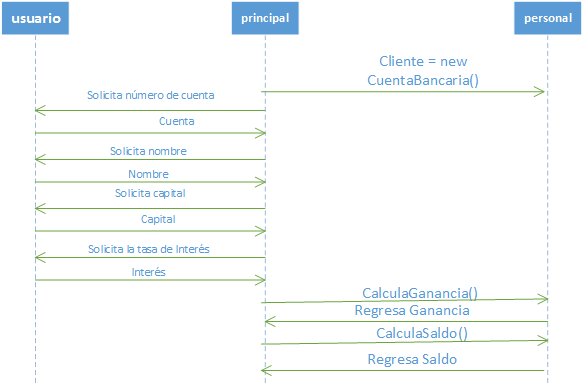 usuario
principal
personal
Cliente = new
CuentaBancaria()
Solicita número de cuenta
Cuenta
Solicita nombre
Nombre
Solicita capital
Capital
Solicita la tasa de Interés
Interés
CalculaGanancia()
Regresa Ganancia
CalculaSaldo()
Regresa Saldo